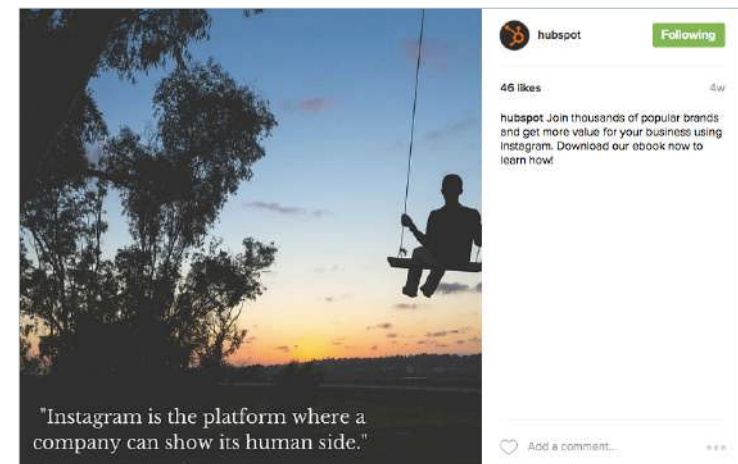 hubspot
Following
46 likes
4w
hubspot Join thousands of popular brands
and get more value for your business using
Instagram. Download our ebook now to
learn how!
"Instagram is the platform where a
company can show its human side."
Add a comment...